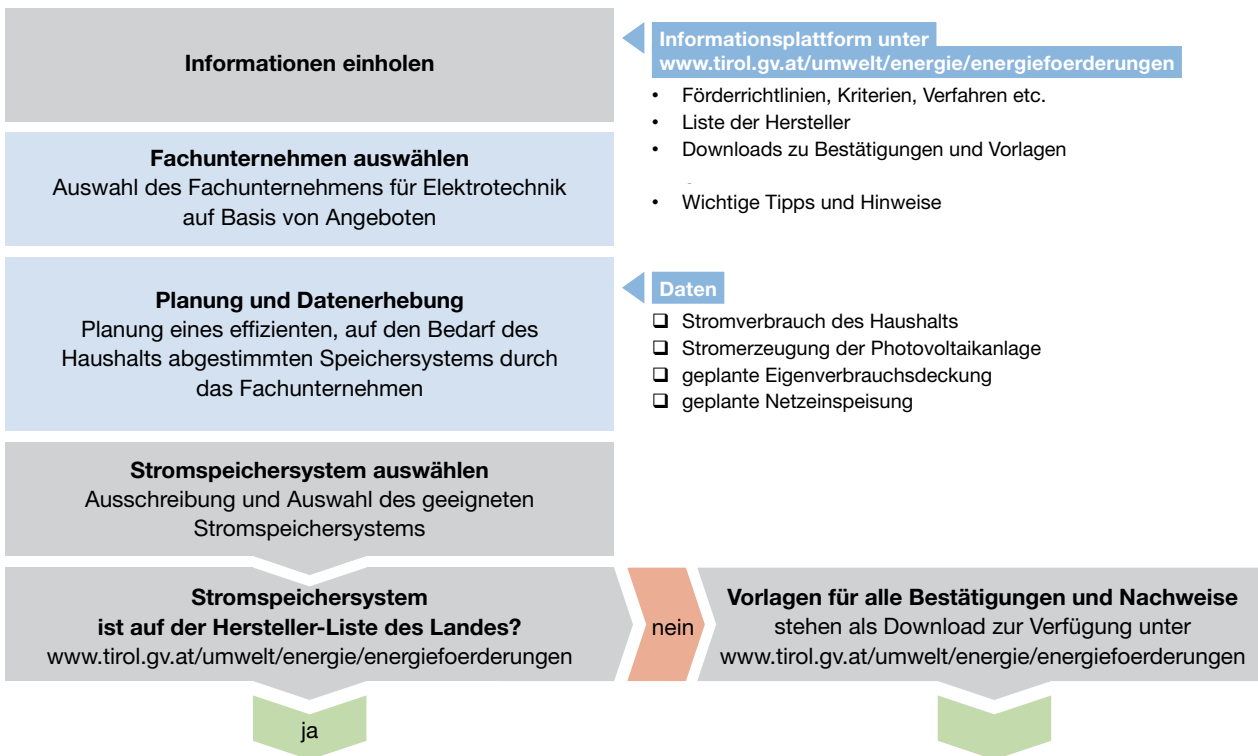 Informationen einholen
Informationsplattform unter
www.tirol.gv.at/umwelt/energie/energiefoerderungen
• Förderrichtlinien, Kriterien, Verfahren etc.
• Liste der Hersteller
• Downloads zu Bestätigungen und Vorlagen
• Wichtige Tipps und Hinweise
Fachunternehmen auswählen
Auswahl des Fachunternehmens für Elektrotechnik
auf Basis von Angeboten
Planung und Datenerhebung
Planung eines effizienten, auf den Bedarf des
Haushalts abgestimmten Speichersystems durch
das Fachunternehmen
Daten
❑ Stromverbrauch des Haushalts
❑ Stromerzeugung der Photovoltaikanlage
❑ geplante Eigenverbrauchsdeckung
❑ geplante Netzeinspeisung
Stromspeichersystem auswählen
Ausschreibung und Auswahl des geeigneten
Stromspeichersystems
Stromspeichersystem
ist auf der Hersteller-Liste des Landes?
www.tirol.gv.at/umwelt/energie/energiefoerderungen
nein
Vorlagen für alle Bestätigungen und Nachweise
stehen als Download zur Verfügung unter
www.tirol.gv.at/umwelt/energie/energiefoerderungen
ja